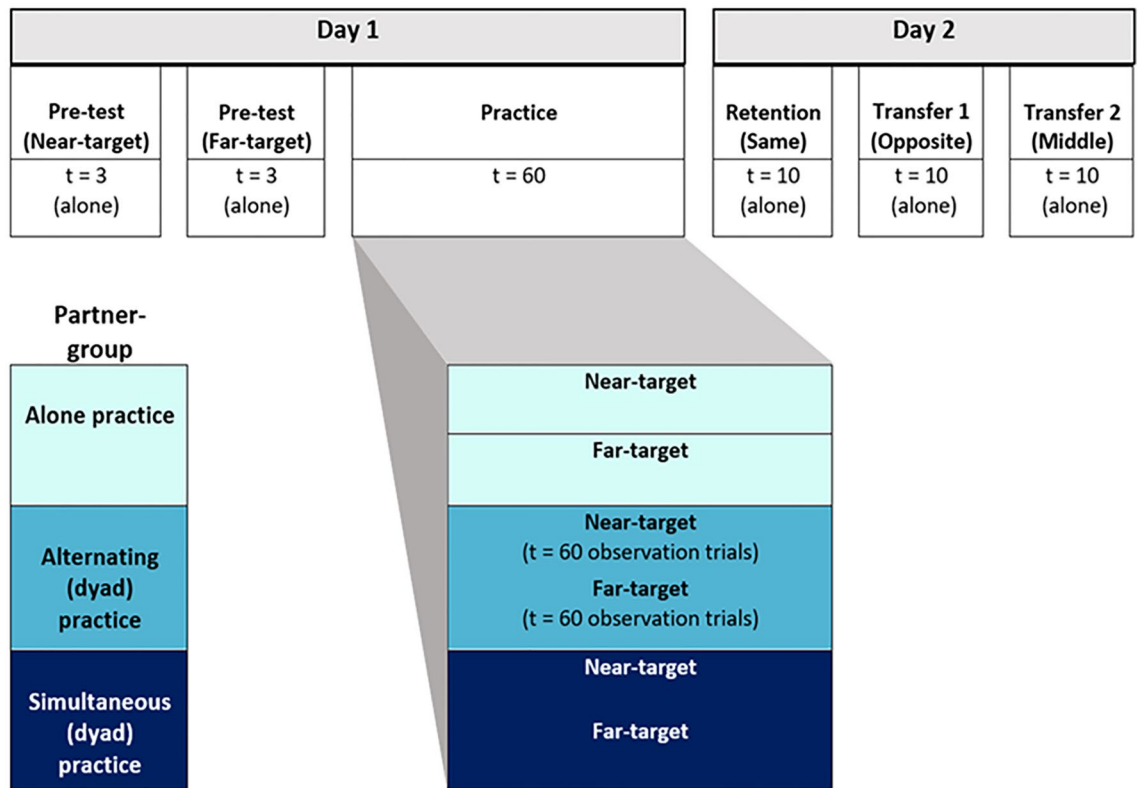 Day 1
Day 2
Pre-test
(Near-target)
Pre-test
(Far-target)
Practice
Retention
(Same)
Transfer 1
(Opposite)
Transfer 2
(Middle)
t = 3
(alone)
t = 3
(alone)
t = 60
t = 10
(alone)
t = 10
(alone)
t = 10
(alone)
Partner-
group
Alone practice
Near-target
Far-target
Alternating
(dyad)
practice
Near-target
(t = 60 observation trials)
Far-target
(t = 60 observation trials)
Simultaneous
(dyad)
practice
Near-target
Far-target